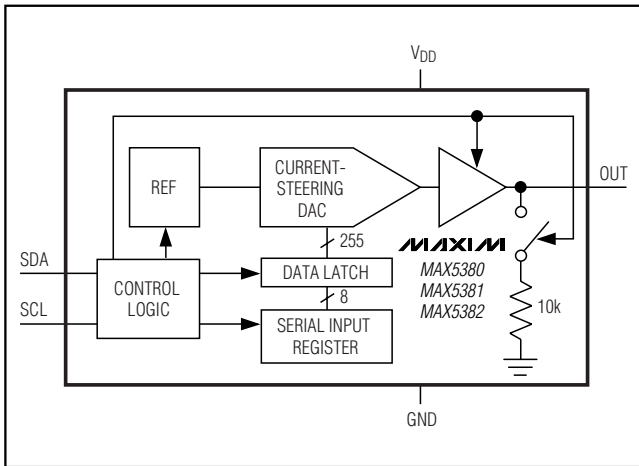 VDD
REF
CURRENT-
STEERING
DAC
OUT
255
SDA
CONTROL
LOGIC
DATA LATCH
MAXIM
MAX5380
MAX5381
MAX5382
8
SCL
SERIAL INPUT
REGISTER
10k
GND